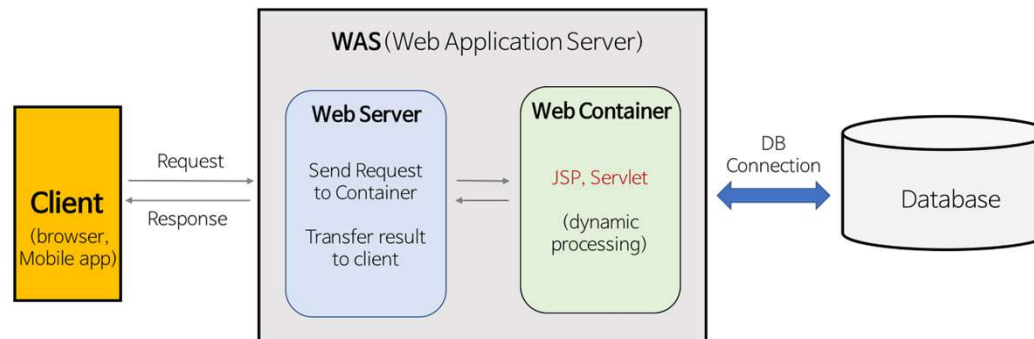 WAS(Web Application Server)
Web Server
Send Request
to Container
Transfer result
to client
Web Container
JSP, Servlet
(dynamic
processing)
Client
(browser,
Mobile app)
Request
Response
DB
Connection
Database